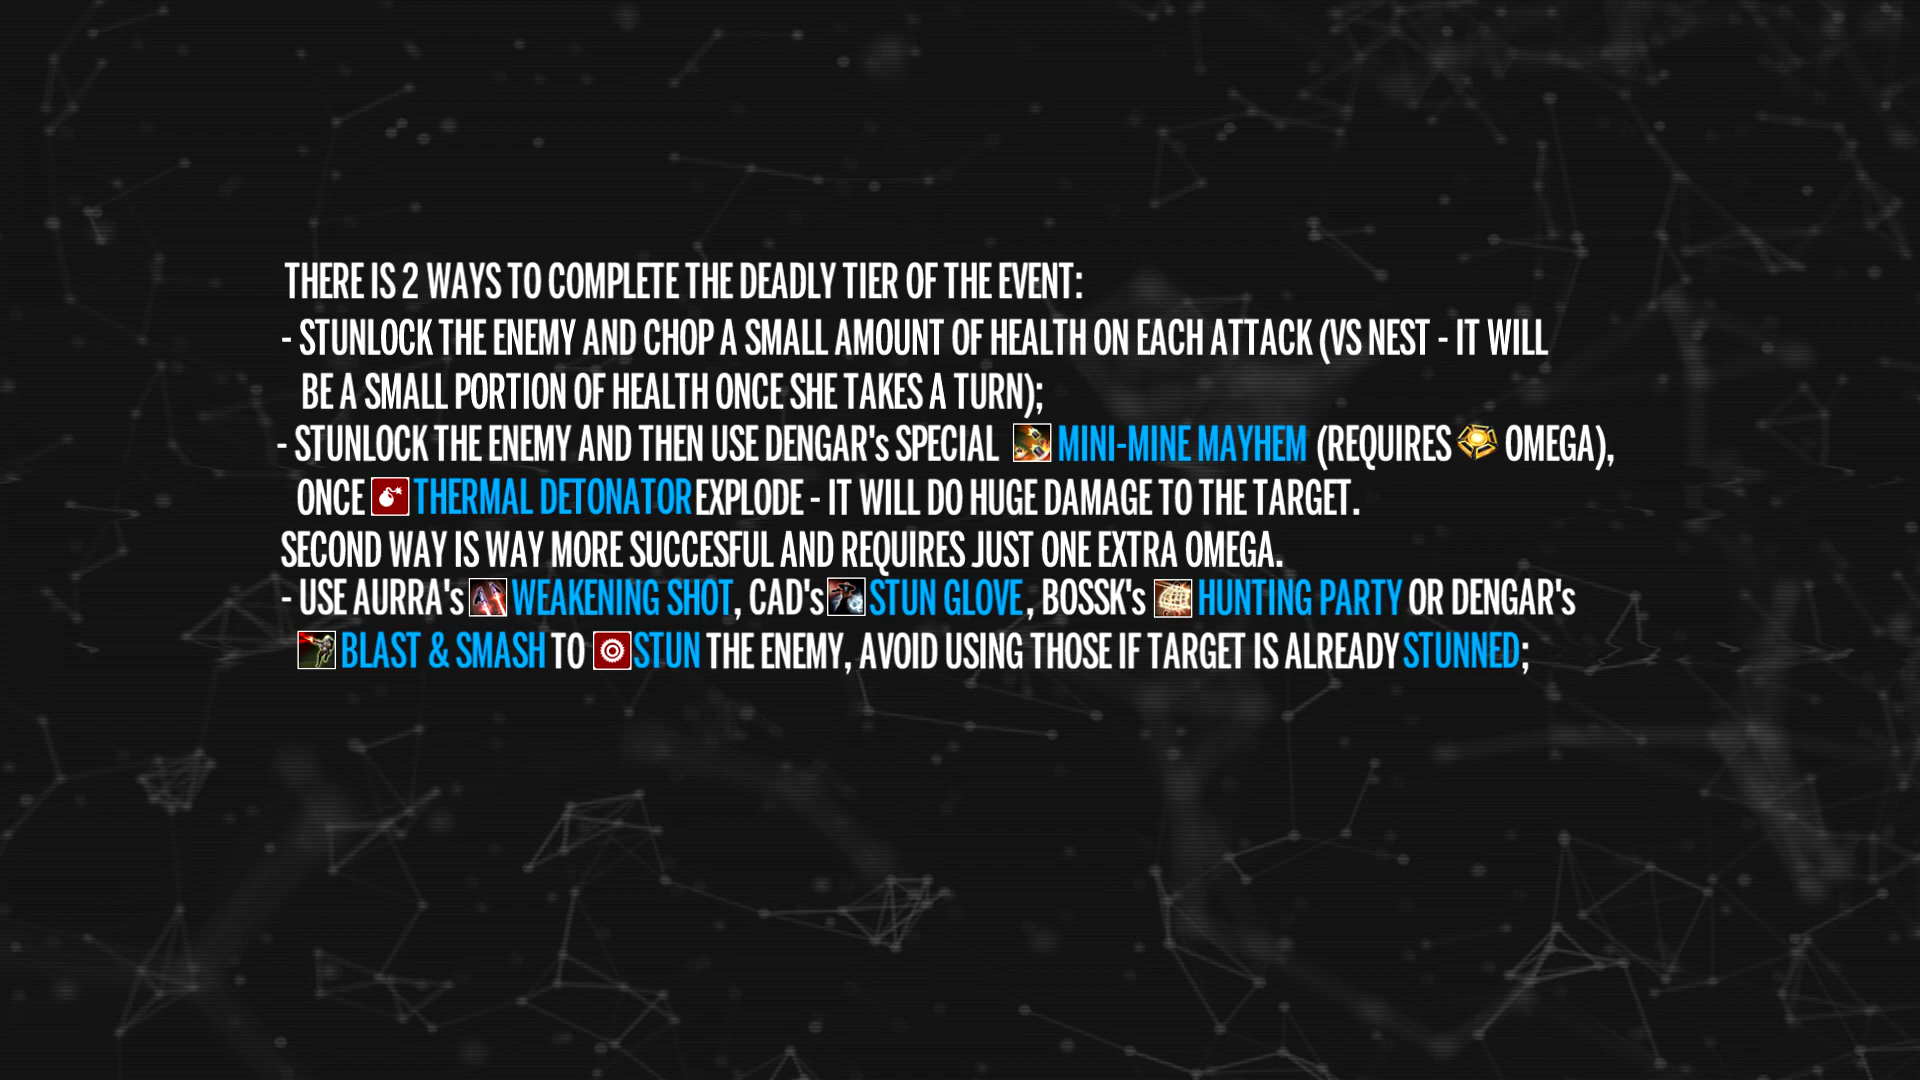 THERE IS 2 WAYS TO COMPLETE THE DEADLY TIER OF THE EVENT:
- STUNLOCK THE ENEMY AND CHOP A SMALL AMOUNT OF HEALTH ON EACH ATTACK (VS NEST - IT WILL
BE A SMALL PORTION OF HEALTH ONCE SHE TAKES A TURN);
- STUNLOCK THE ENEMY AND THEN USE DENGAR's SPECIAL MINI-MINE MAYHEM (REQUIRES OMEGA),
ONCE THERMAL DETONATOR EXPLODE - IT WILL DO HUGE DAMAGE TO THE TARGET.
SECOND WAY IS WAY MORE SUCCESFUL AND REQUIRES JUST ONE EXTRA OMEGA.
- USE AURRA's WEAKENING SHOT, CAD's STUN GLOVE, BOSSK's HUNTING PARTY OR DENGAR's
BLAST & SMASH TO STUN THE ENEMY, AVOID USING THOSE IF TARGET IS ALREADY STUNNED;